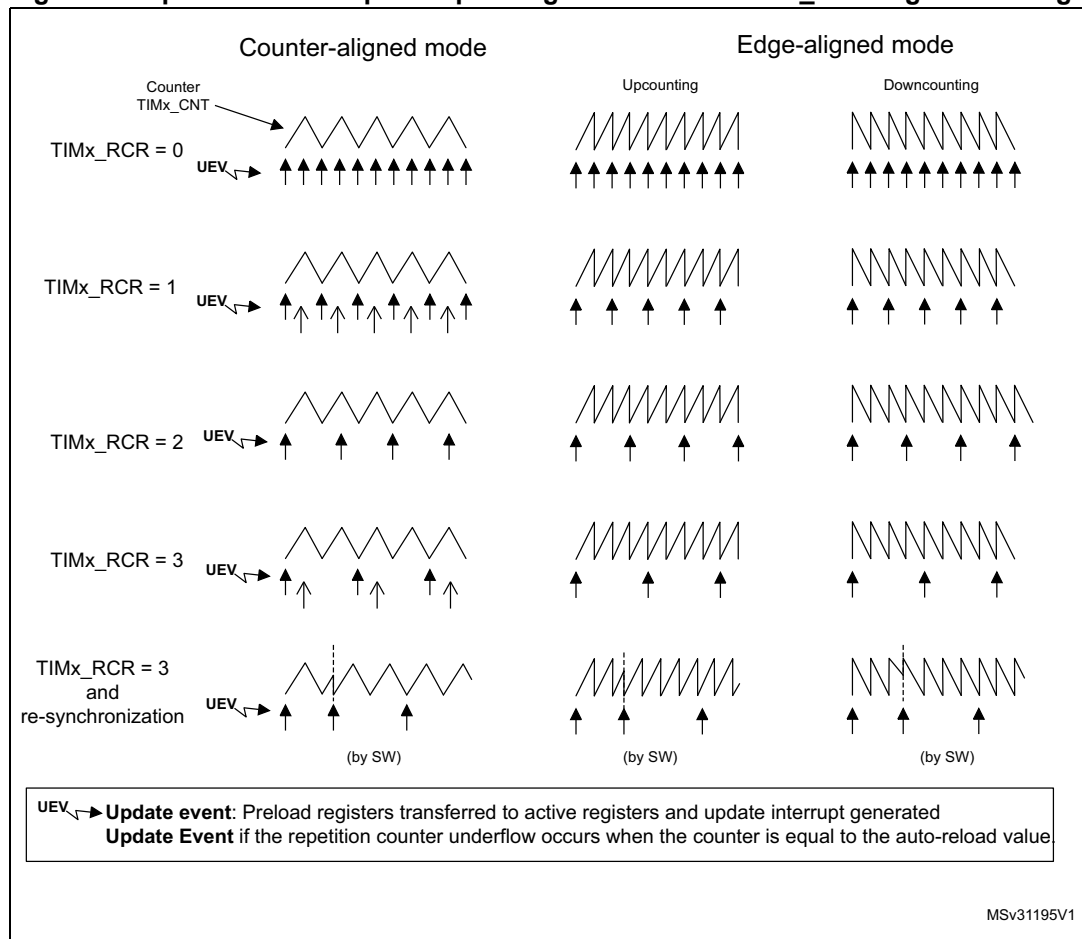 Counter-aligned mode
Edge-aligned mode
Counter
TIMx_CNT
Upcounting
Downcounting
TIMx_RCR = 0
UEV
TIMx_RCR = 1
UEV
TIMx_RCR = 2
UEV
TIMx_RCR = 3
UEV
TIMx_RCR = 3
and
re-synchronization
UEV
(by SW)
(by SW)
(by SW)
UEV Update event: Preload registers transferred to active registers and update interrupt generated
Update Event if the repetition counter underflow occurs when the counter is equal to the auto-reload value.
MSv31195V1